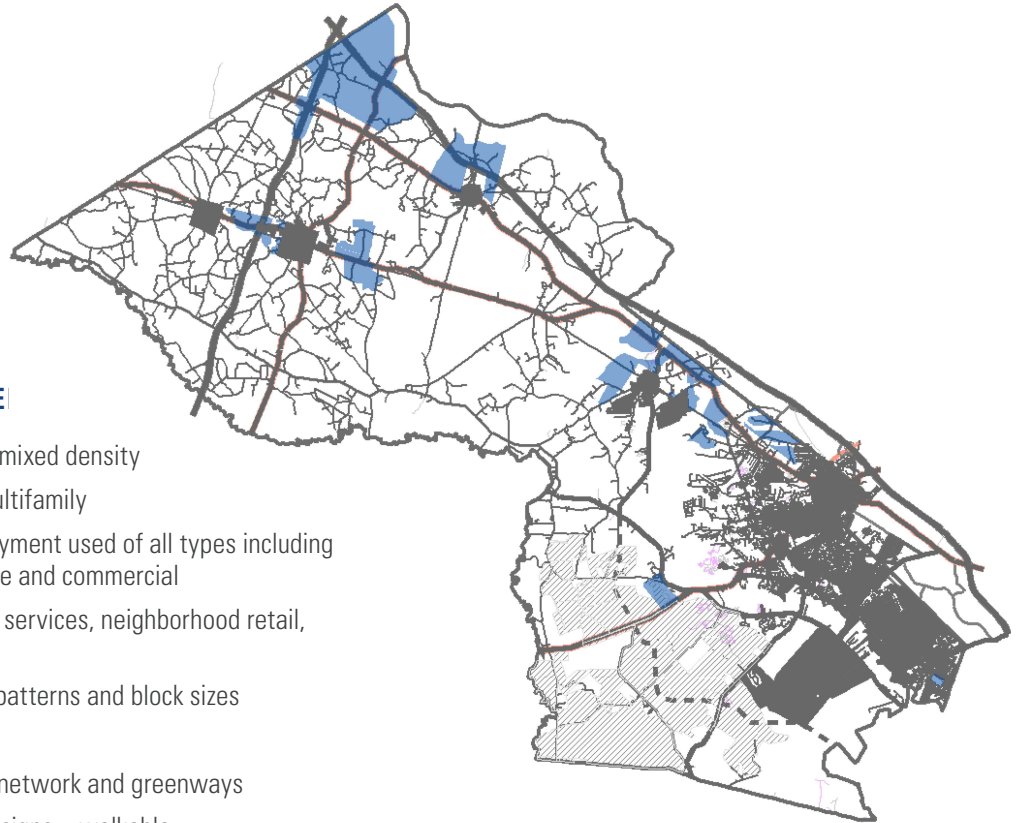 E
mixed density
ultifamily
yment used of all types including
e and commercial
services, neighborhood retail,
patterns and block sizes
network and greenways